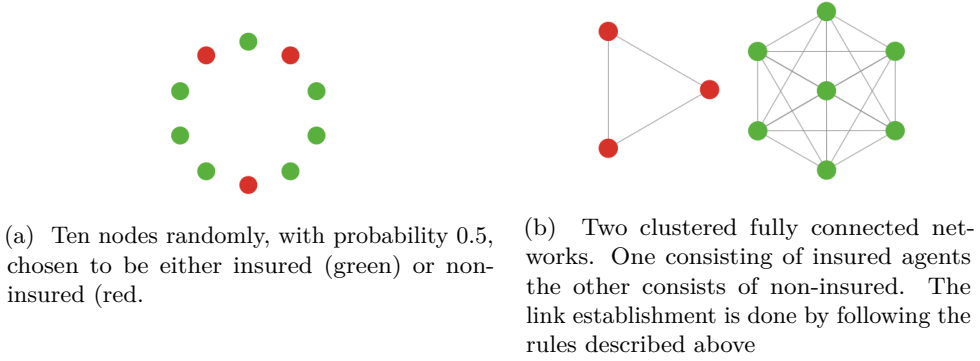 (a) Ten nodes randomly, with probability 0.5,
chosen to be either insured (green) or non-
insured (red.
(b) Two clustered fully connected net-
works. One consisting of insured agents
the other consists of non-insured. The
link establishment is done by following the
rules described above